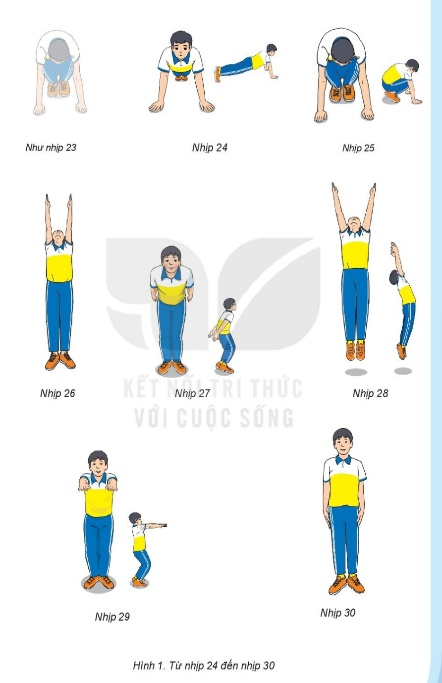 Như nhịp 23
Nhịp 24
Nhịp 25
Nhịp 26
Nhịp 27
Nhịp 28
KẾT NỐI TRI THỨC
VỚI CUỘC SỐNG
Nhịp 29
Nhịp 30
Hình 1. Từ nhịp 24 đến nhịp 30